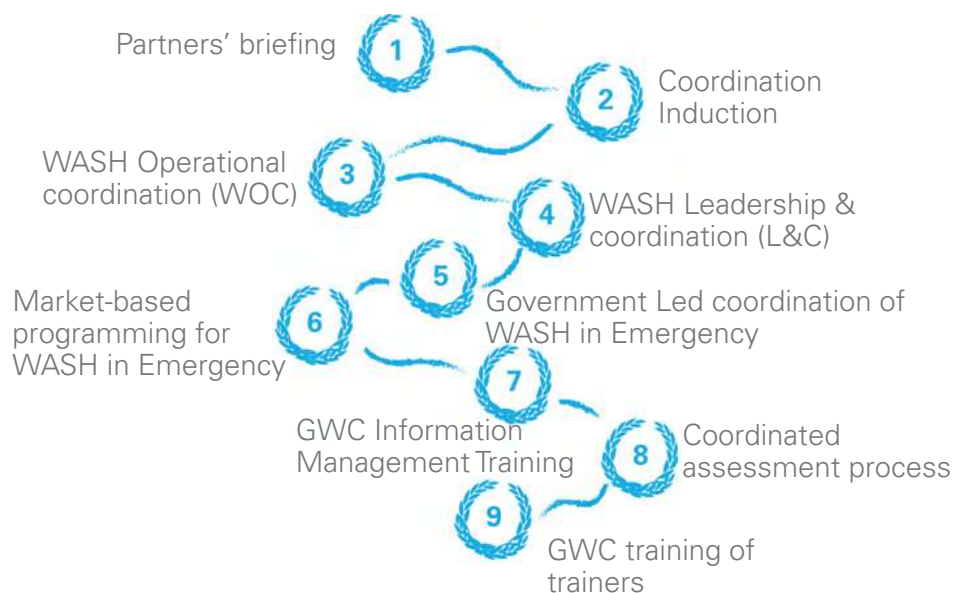 Partners’ briefing
1
2
Coordination
Induction
WASH Operational
coordination (WOC)
3
4
WASH Leadership &
coordination (L&C)
5
Government Led coordination of
WASH in Emergency
Market-based
programming for
WASH in Emergency
6
7
GWC Information
Management Training
8
Coordinated
assessment process
9
GWC training of
trainers